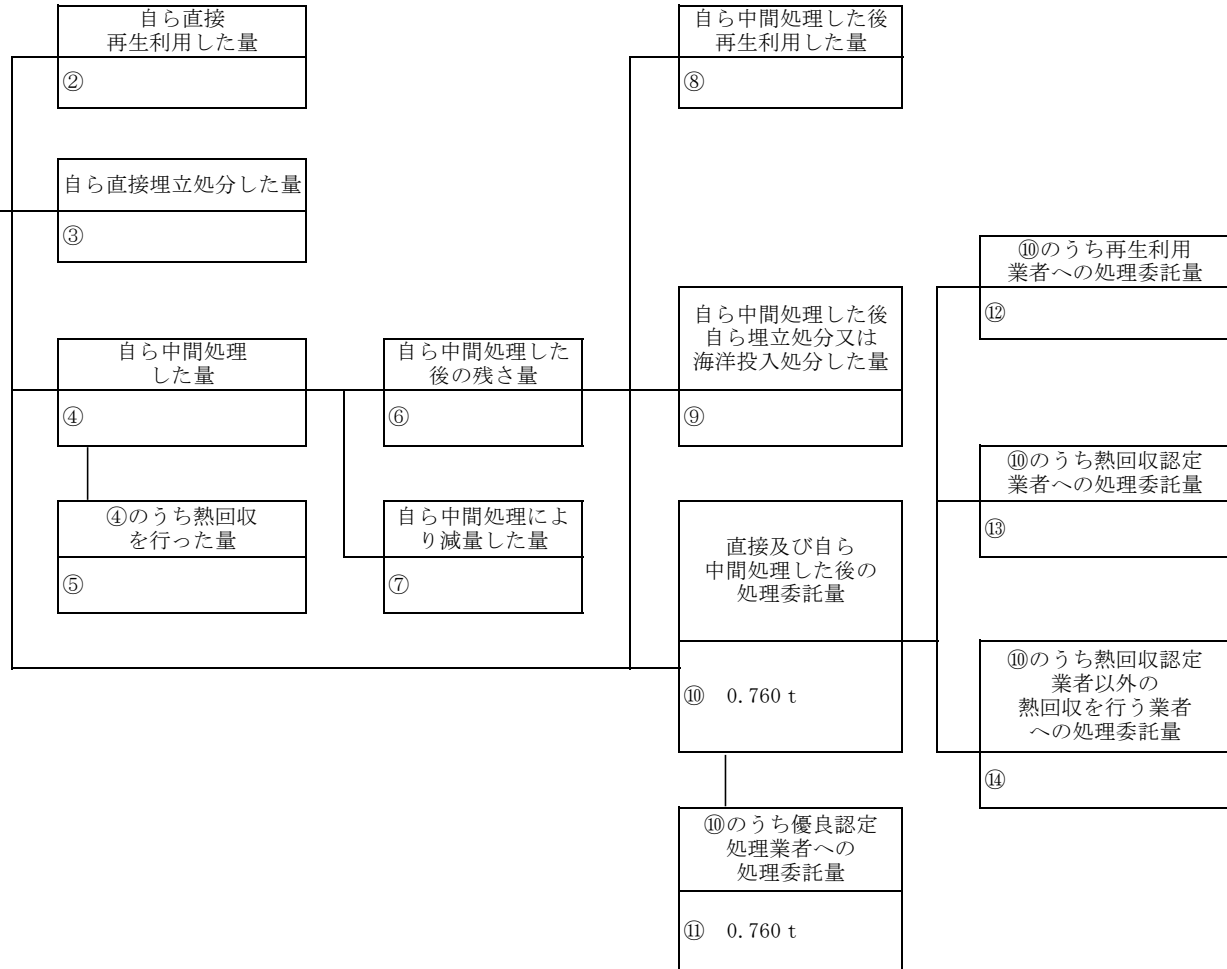 自ら直接
再生利用した量
②
自ら直接埋立処分した量
③
自ら中間処理
した量
④
④のうち熱回収
を行った量
⑤
自ら中間処理した
後の残さ量
⑥
自ら中間処理によ
り減量した量
⑦
自ら中間処理した後
再生利用した量
⑧
自ら中間処理した後
自ら埋立処分又は
海洋投入処分した量
⑨
直接及び自ら
中間処理した後の
処理委託量
⑩ 0.760 t
⑩のうち優良認定
処理業者への
処理委託量
⑪ 0.760 t
⑩のうち再生利用
業者への処理委託量
⑫
⑩のうち熱回収認定
業者への処理委託量
⑬
⑩のうち熱回収認定
業者以外の
熱回収を行う業者
への処理委託量
⑭